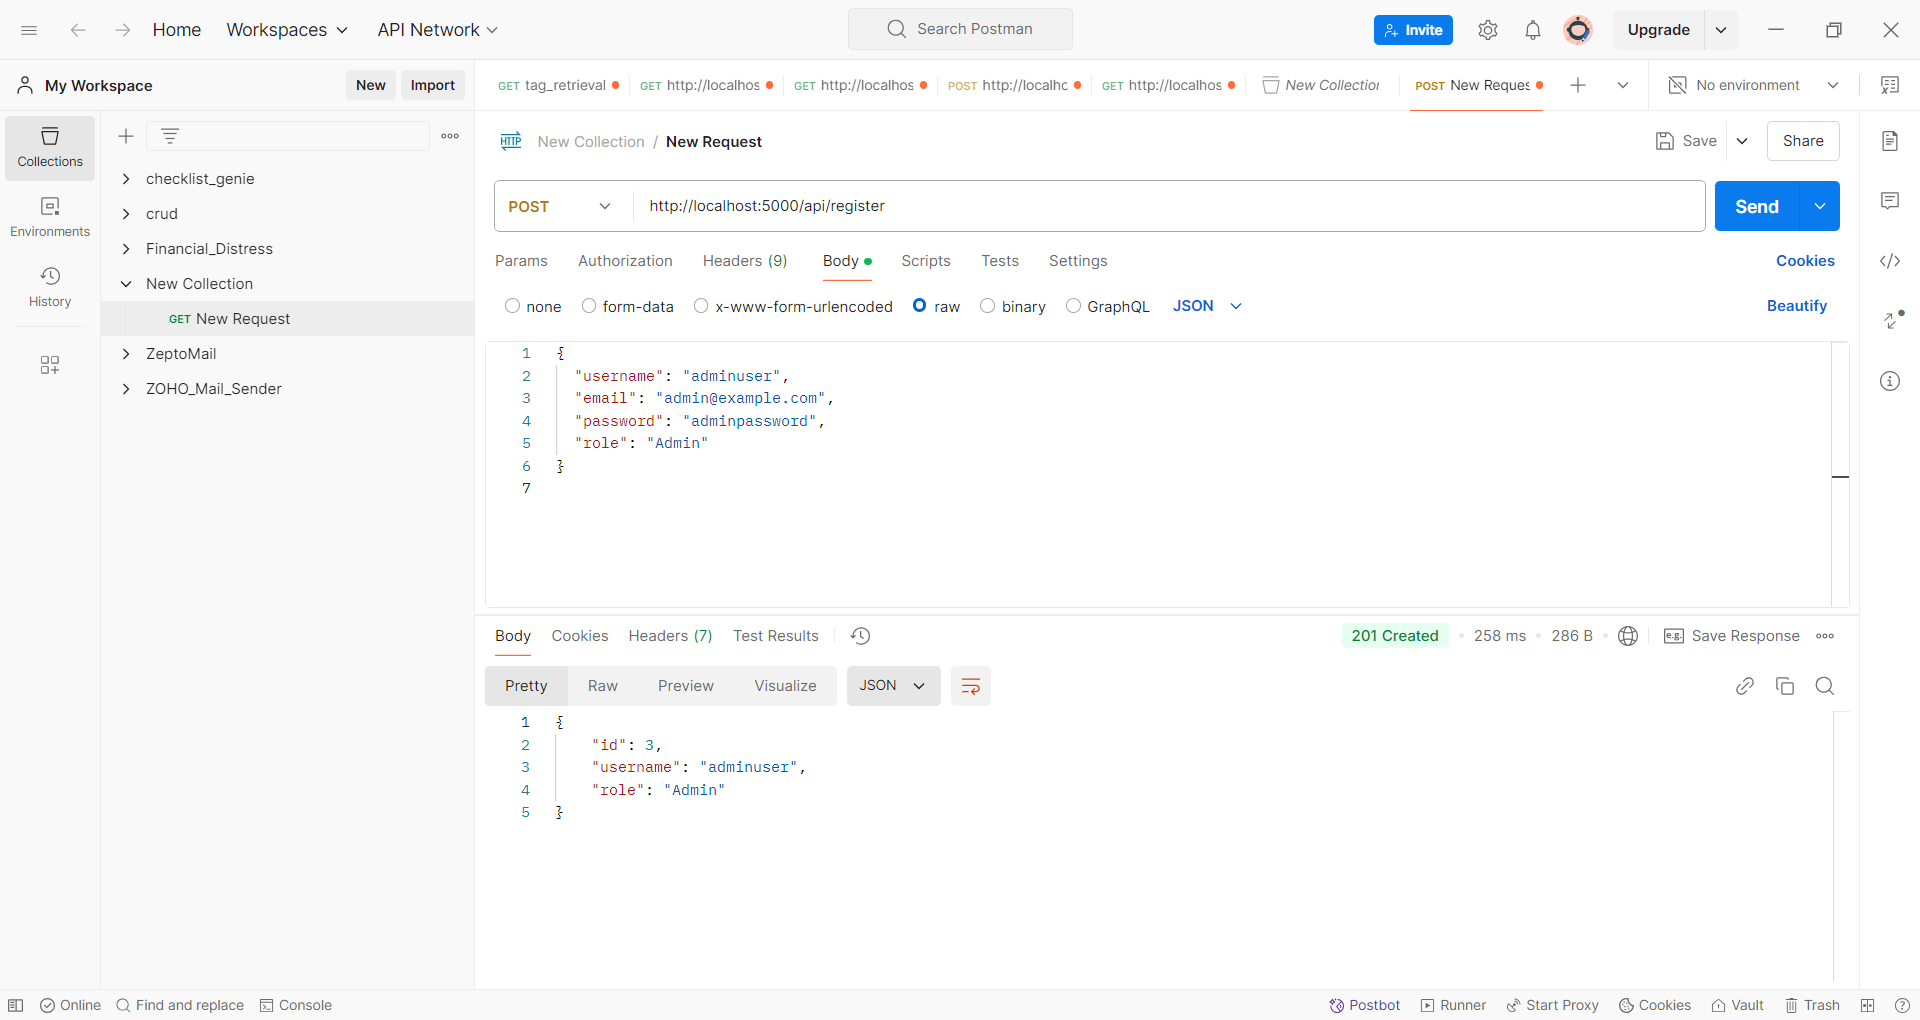 Home Workspaces API Network Search Postman Invite Upgrade
My Workspace New Import GET tag_retrieval GET http://localhos GET http://localhos POST http://localhc GET http://localhos New Collection POST New Reques No environment
Collections
Environments
History
checklist_genie
crud
Financial_Distress
New Collection
GET New Request
ZeptoMail
ZOHO_Mail_Sender
HTTP New Collection / New Request Save Share
POST http://localhost:5000/api/register Send
Params Authorization Headers (9) Body Scripts Tests Settings Cookies
none form-data x-www-form-urlencoded raw binary GraphQL JSON Beautify
1 {
2 "username": "adminuser",
3 "email": "admin@example.com",
4 "password": "adminpassword",
5 "role": "Admin"
6 }
7
Body Cookies Headers (7) Test Results 201 Created 258 ms 286 B e.g. Save Response
Pretty Raw Preview Visualize JSON
1 {
2 "id": 3,
3 "username": "adminuser",
4 "role": "Admin"
5 }
Online Find and replace Console Postbot Runner Start Proxy Cookies Vault Trash